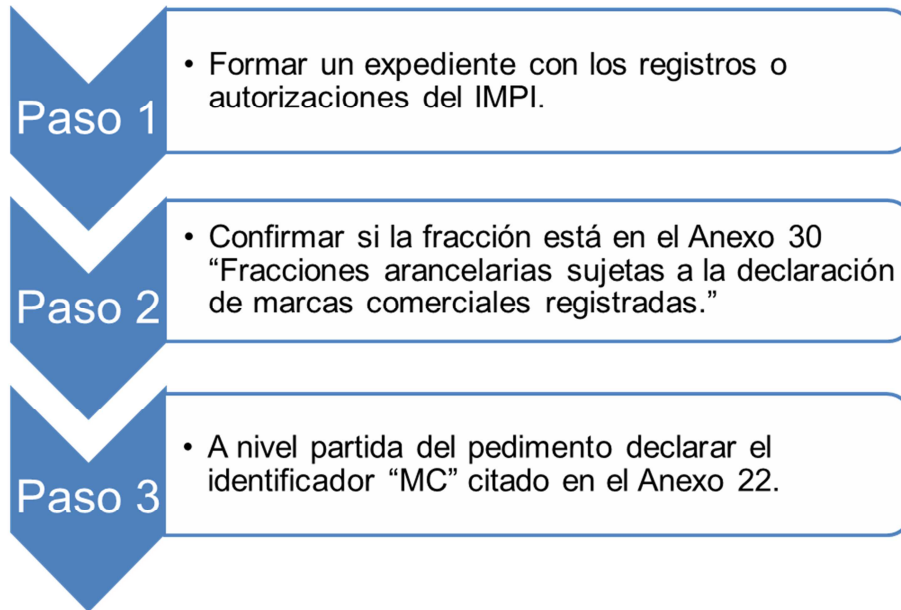 Paso 1
• Formar un expediente con los registros o
autorizaciones del IMPI.
Paso 2
• Confirmar si la fracción está en el Anexo 30
“Fracciones arancelarias sujetas a la declaración
de marcas comerciales registradas.”
Paso 3
• A nivel partida del pedimento declarar el
identificador “MC” citado en el Anexo 22.